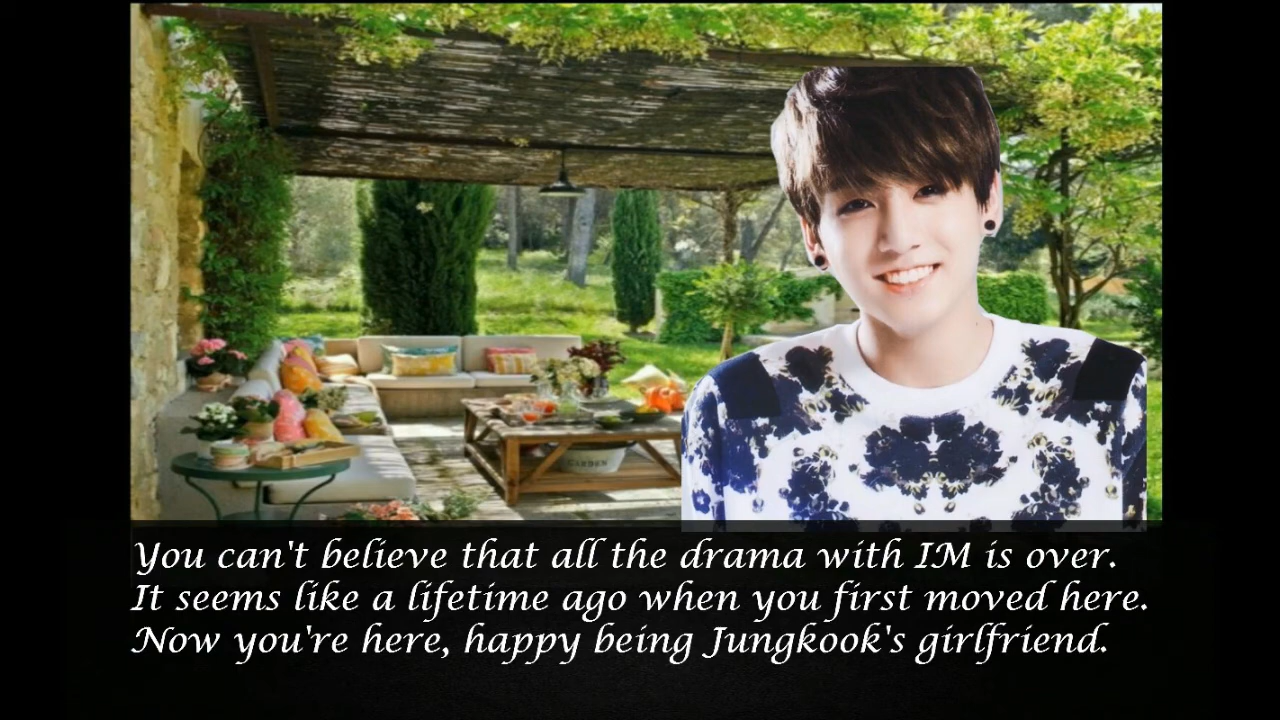 GARDEN
You can't believe that all the drama with IM is over.
It seems like a lifetime ago when you first moved here.
Now you're here, happy being Jungkook's girlfriend.